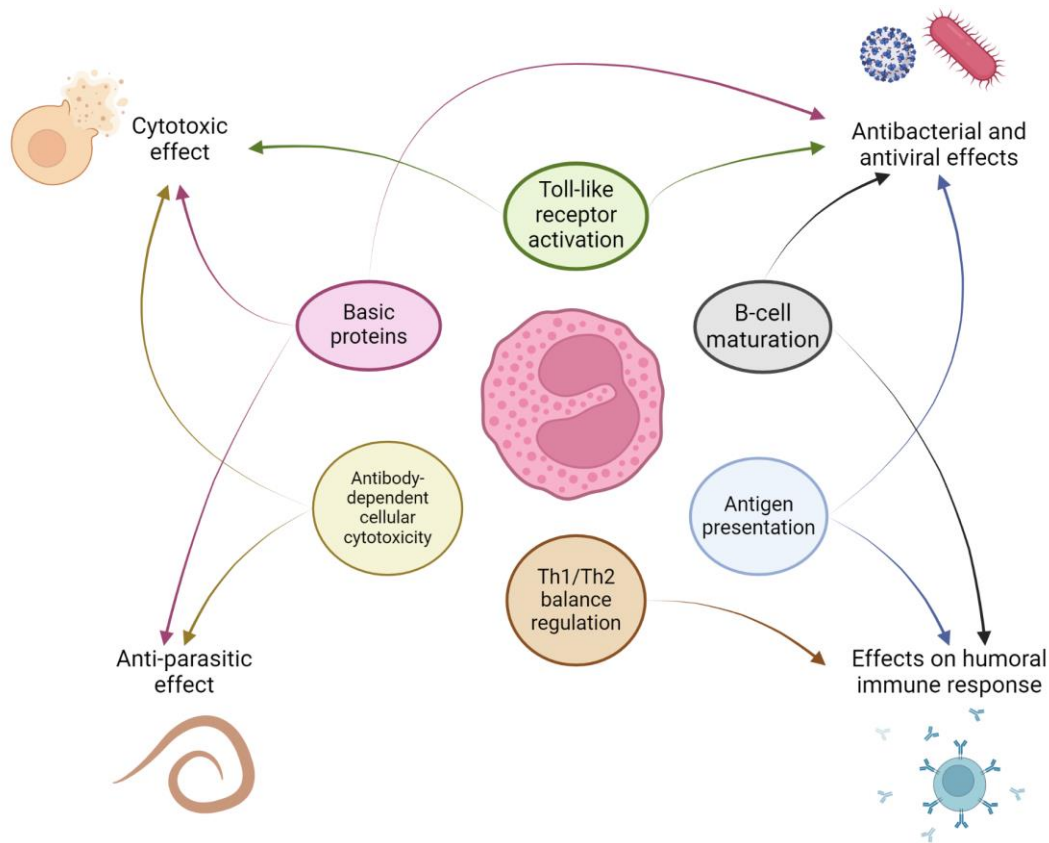 Cytotoxic
effect
Antibacterial and
antiviral effects
Toll-like
receptor
activation
Basic
proteins
B-cell
maturation
Antibody-
dependent
cellular
cytotoxicity
Antigen
presentation
Th1/Th2
balance
regulation
Anti-parasitic
effect
Effects on humoral
immune response